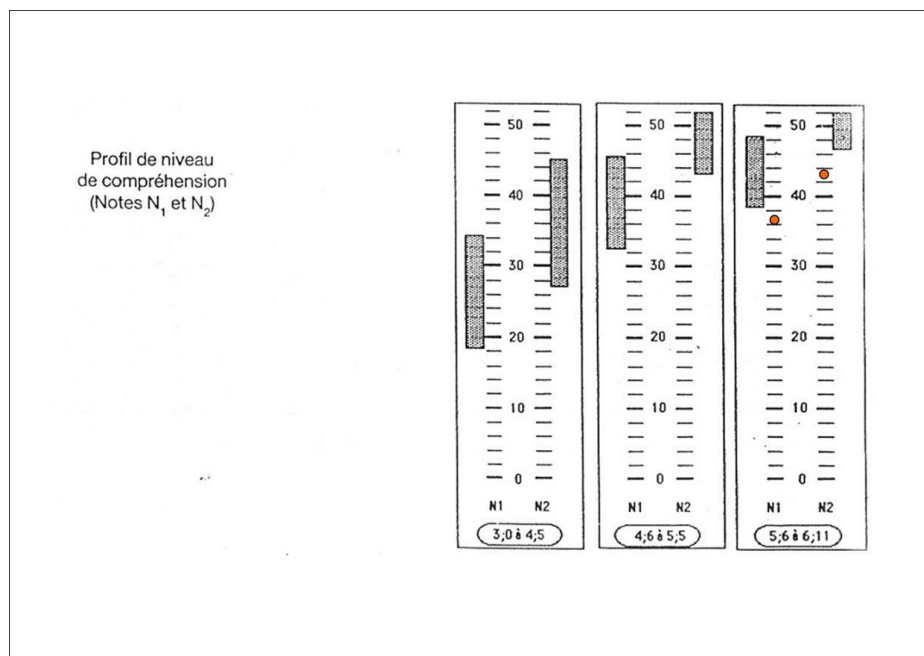 Profil de niveau
de compréhension
(Notes N₁ et N₂)
50 50 50
40 40 40
30 30 30
20 20 20
10 10 10
0 0 0
N1 N2 N1 N2 N1 N2
3;0 à 4;5 4;6 à 5;5 5;6 à 6;11